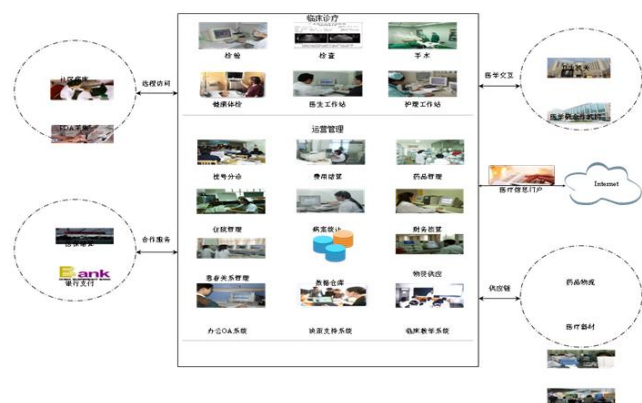 临床诊疗
检验 检查 手术
健康体检 医生工作站 护理工作站
远程访问
医学交互
运营管理
挂号分诊 费用结算 药品管理
医疗信息门户
Internet
住院管理 病案统计 财务核算
合作服务
Bank
银行支付
患者关系管理 数据仓库 物资供应
供应链
药品物流
医疗器材
办公OA系统 决策支持系统 临床教学系统